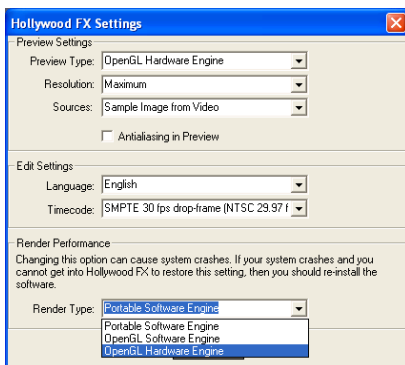 Hollywood FX Settings
Preview Settings
Preview Type: OpenGL Hardware Engine
Resolution: Maximum
Sources: Sample Image from Video
Antialiasing in Preview
Edit Settings
Language: English
Timecode: SMPTE 30 fps drop-frame (NTSC 29.97 f
Render Performance
Changing this option can cause system crashes. If your system crashes and you
cannot get into Hollywood FX to restore this setting, then you should re-install the
software.
Render Type: Portable Software Engine
Portable Software Engine
OpenGL Software Engine
OpenGL Hardware Engine